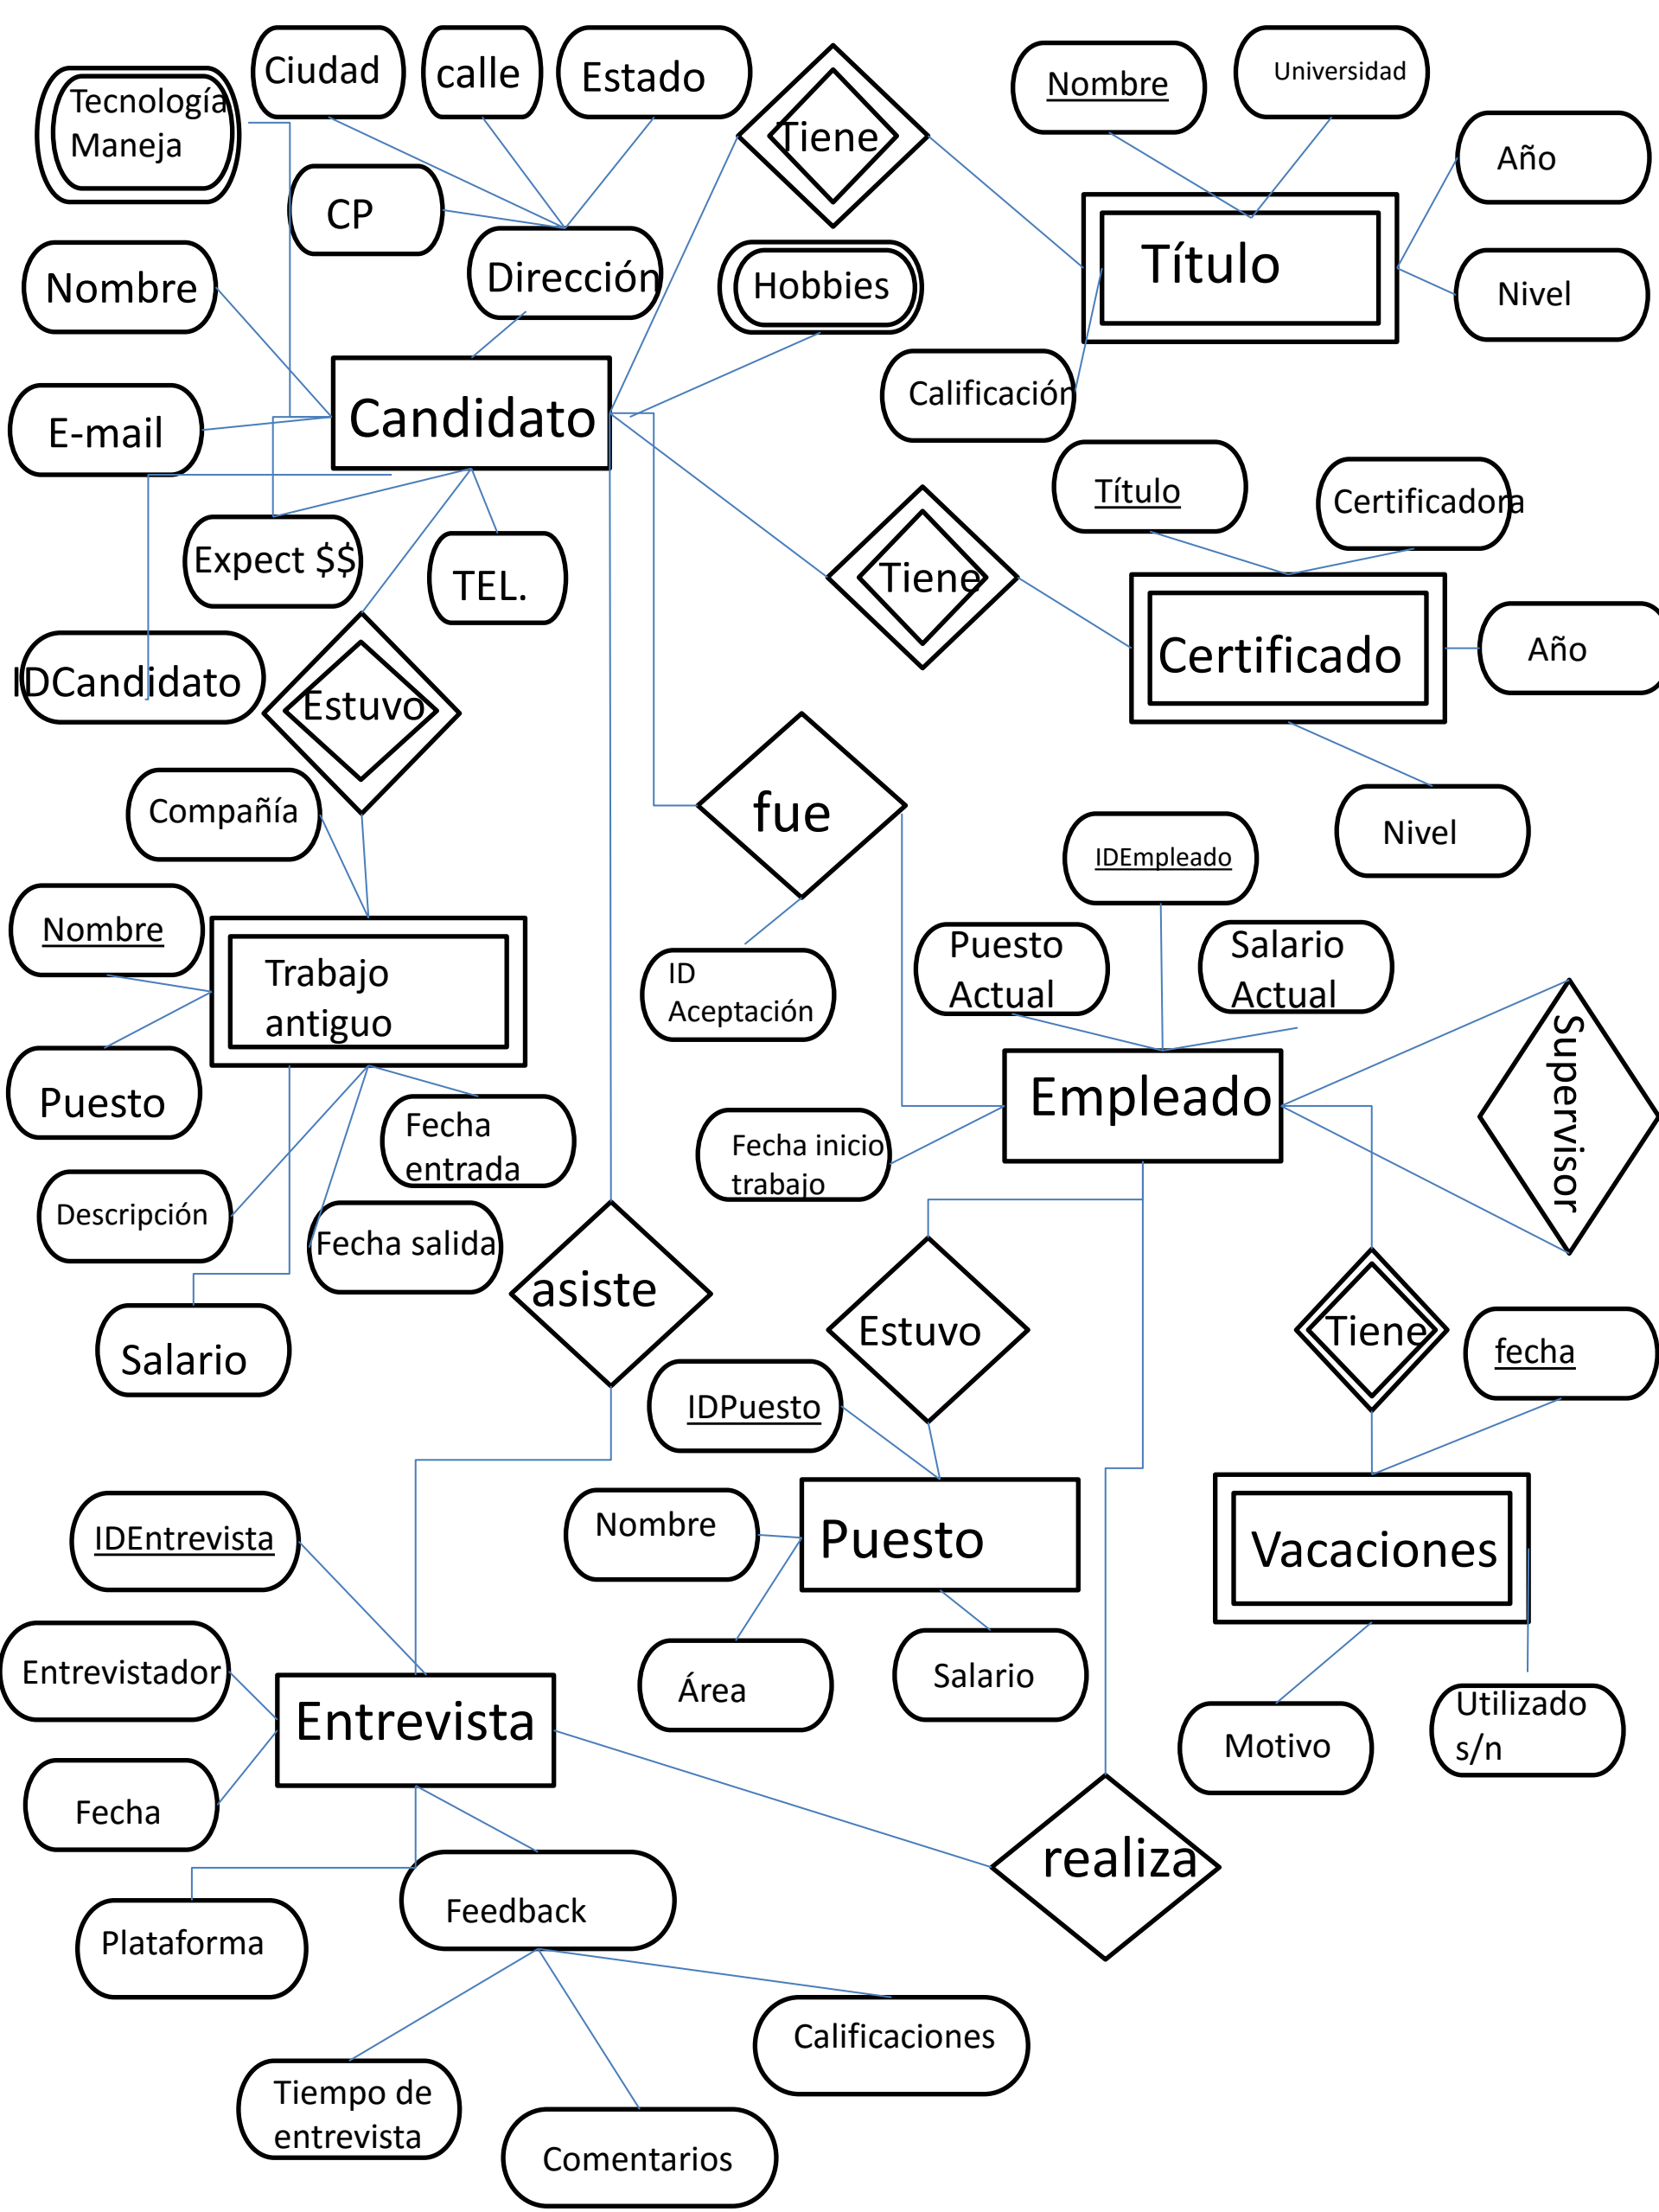 Ciudad
calle
Estado
Nombre
Universidad
Tecnología
Maneja
Tiene
Año
CP
Título
Dirección
Hobbies
Nombre
Nivel
Calificación
Candidato
E-mail
Título
Certificadora
Expect $$
TEL.
Tiene
Certificado
Año
IDCandidato
Estuvo
Compañía
fue
Nivel
IDEmpleado
Nombre
Puesto
Actual
Salario
Actual
Trabajo
antiguo
ID
Aceptación
Supervisor
Puesto
Empleado
Fecha
entrada
Fecha inicio
trabajo
Descripción
Fecha salida
asiste
Estuvo
Tiene
fecha
Salario
IDPuesto
IDEntrevista
Nombre
Puesto
Vacaciones
Entrevistador
Área
Salario
Utilizado
s/n
Entrevista
Motivo
Fecha
realiza
Feedback
Plataforma
Calificaciones
Tiempo de
entrevista
Comentarios